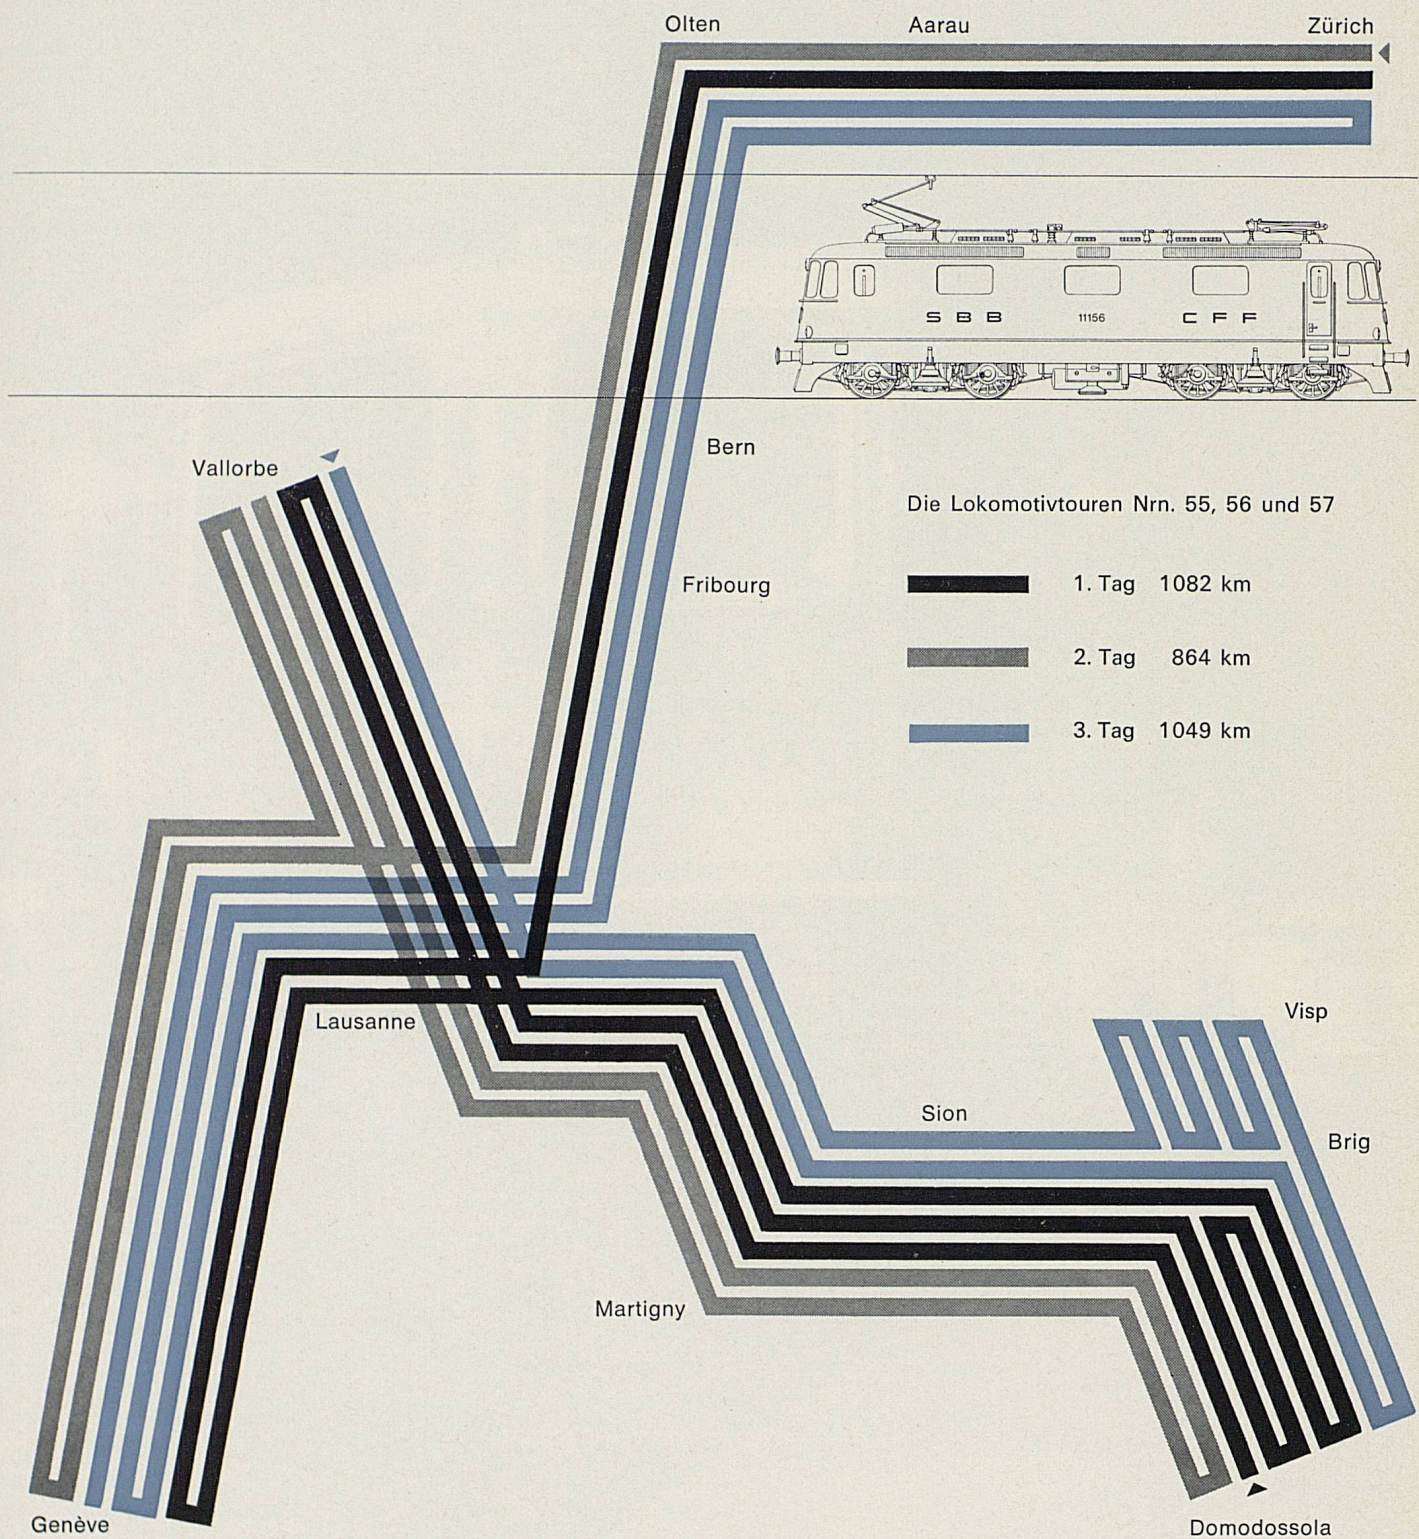 Olten Aarau Zürich
SBB 11156 CFF
Bern
Vallorbe
Die Lokomotivtouren Nrn. 55, 56 und 57
Fribourg
1. Tag 1082 km
2. Tag 864 km
3. Tag 1049 km
Lausanne
Visp
Sion
Brig
Martigny
Genève
Domodossola